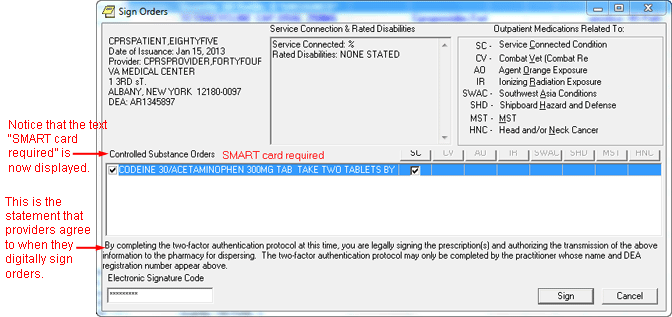 Sign Orders
CPRSPATIENT,EIGHTYFIVE
Date of Issuance: Jan 15, 2013
Provider: CPRSPROVIDER,FORTYFOUF
VA MEDICAL CENTER
1 3RD sT.
ALBANY, NEW YORK 12180-0097
DEA: AR1345897
Service Connection & Rated Disabilities
Service Connected: %
Rated Disabilities: NONE STATED
Outpatient Medications Related To:
SC - Service Connected Condition
CV - Combat Vet (Combat Re
AO Agent Orange Exposure
IR Ionizing Radiation Exposure
SWAC - Southwest Asia Conditions
SHD - Shipboard Hazard and Defense
MST - MST
HNC - Head and/or Neck Cancer
Notice that the text
"SMART card
required" is
now displayed.
Controlled Substance Orders SMART card required SC CV AO IR SWAC SHD MST HNC
CODEINE 30/ACETAMINOPHEN 300MG TAB TAKE TWO TABLETS BY
This is the
statement that
providers agree
to when they
digitally sign
orders.
By completing the two-factor authentication protocol at this time, you are legally signing the prescription(s) and authorizing the transmission of the above
information to the pharmacy for dispersing. The two-factor authentication protocol may only be completed by the practitioner whose name and DEA
registration number appear above.
Electronic Signature Code
*********
Sign Cancel